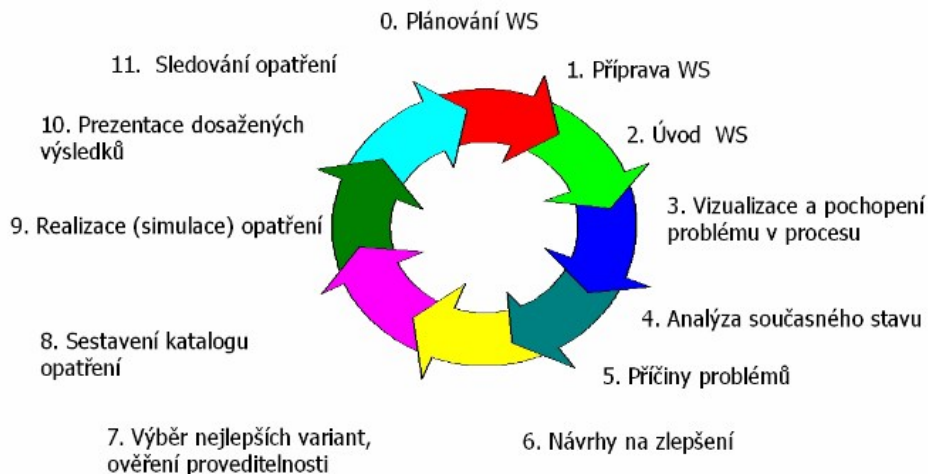 0. Plánování WS
1. Příprava WS
2. Úvod WS
3. Vizualizace a pochopení
problému v procesu
4. Analýza současného stavu
5. Příčiny problémů
6. Návrhy na zlepšení
7. Výběr nejlepších variant,
ověření proveditelnosti
8. Sestavení katalogu
opatření
9. Realizace (simulace) opatření
10. Prezentace dosažených
výsledků
11. Sledování opatření